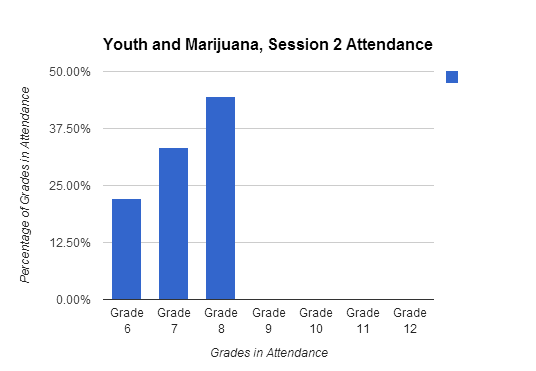 Youth and Marijuana, Session 2 Attendance
Percentage of Grades in Attendance
50.00%
37.50%
25.00%
12.50%
0.00%
Grade 6
Grade 7
Grade 8
Grade 9
Grade 10
Grade 11
Grade 12
Grades in Attendance